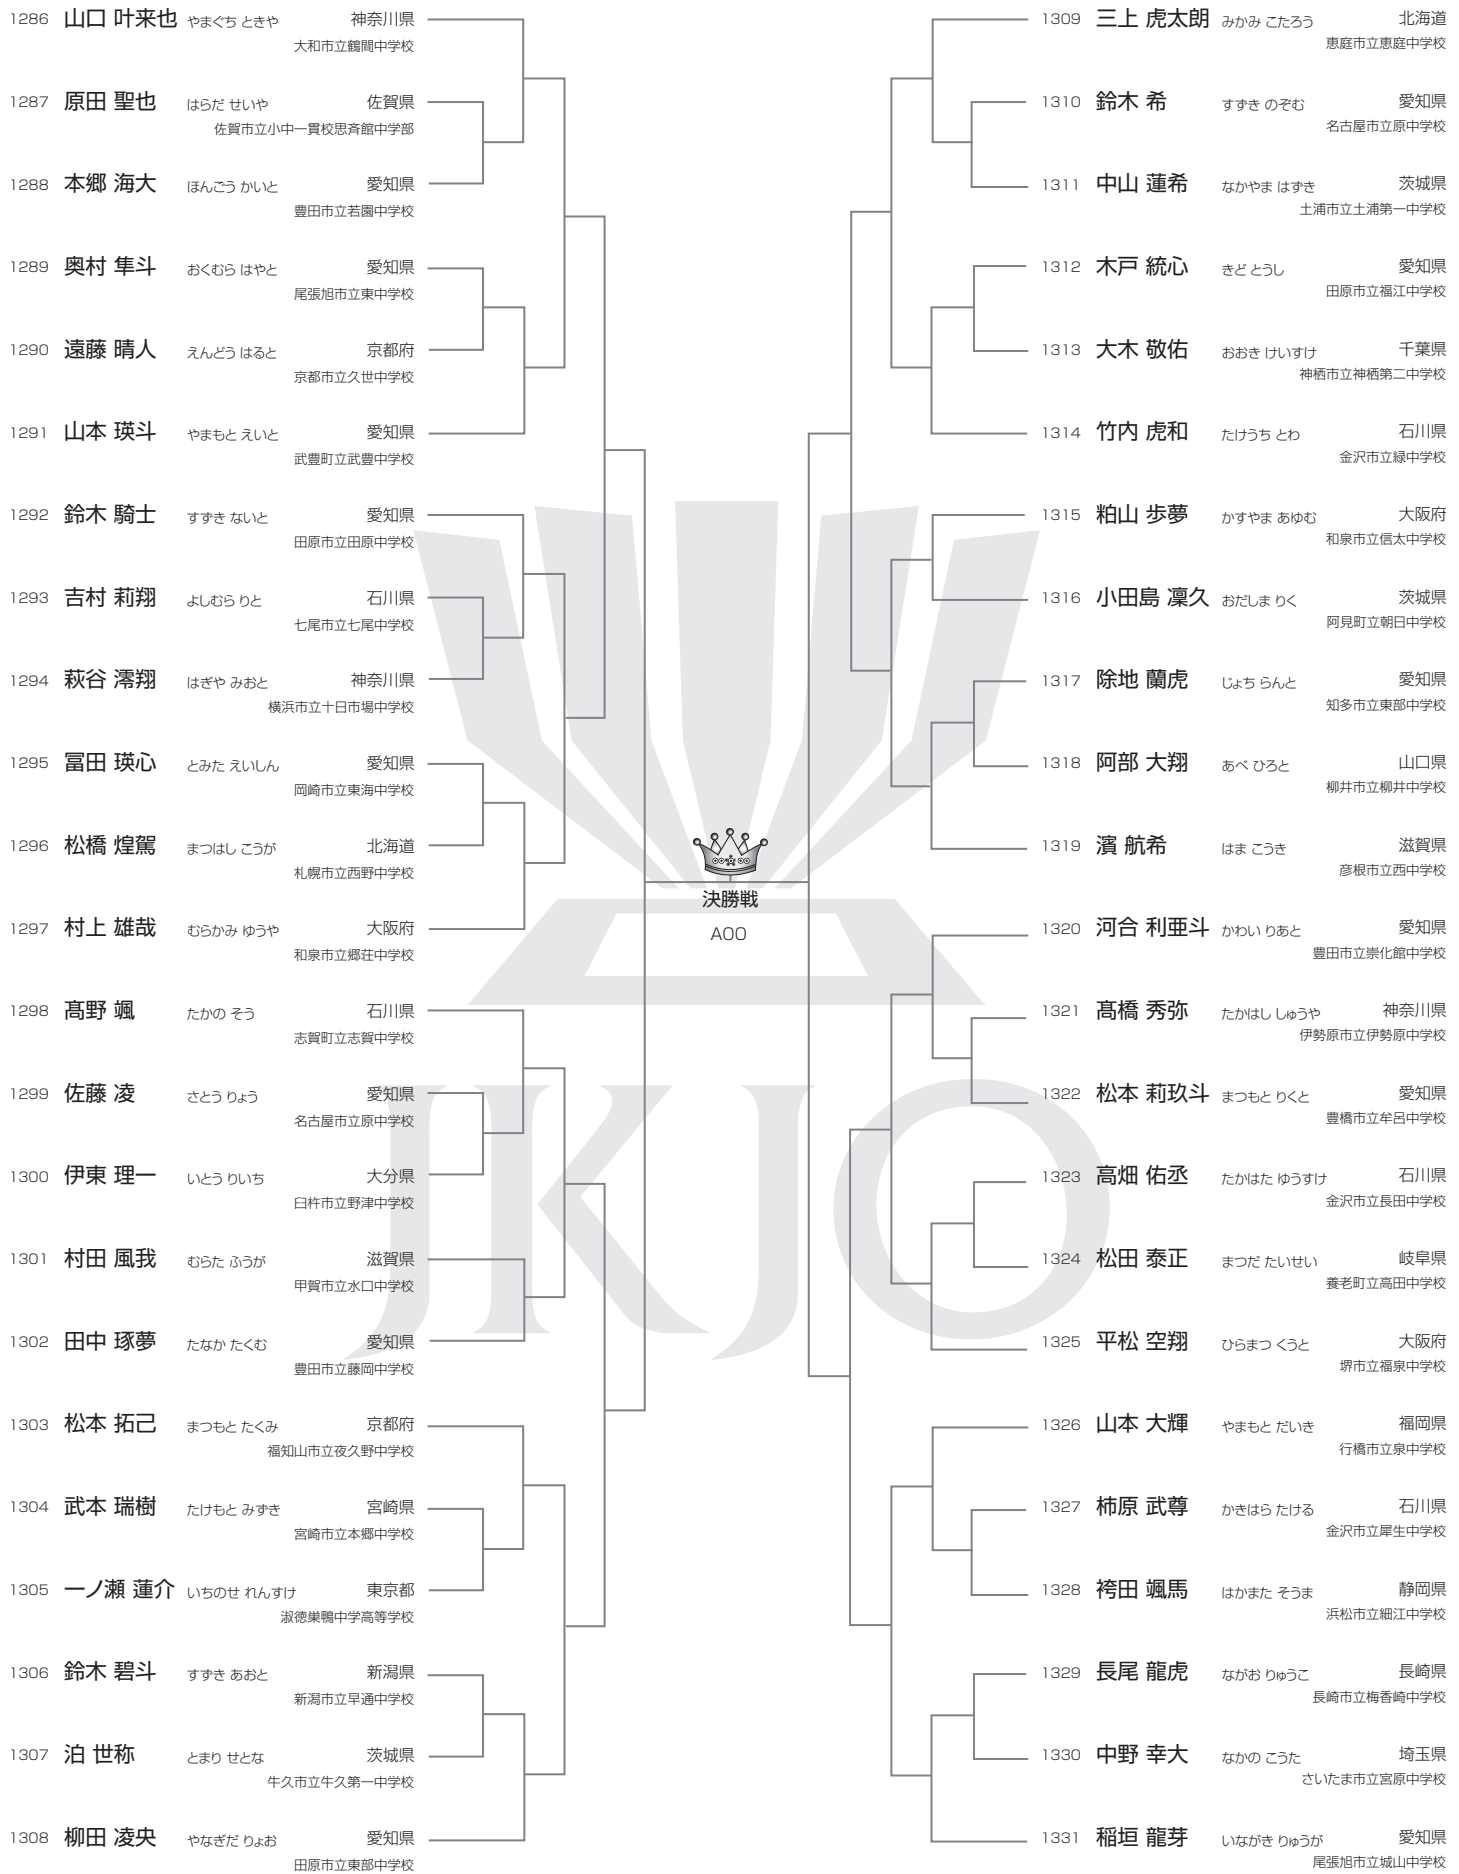 1286 山口 叶来也 やまぐち ときや 神奈川県
大和市立鶴間中学校
1287 原田 聖也 はらだ せいや 佐賀県
佐賀市立小中一貫校思斉館中学部
1288 本郷 海大 ほんごう かいと 愛知県
豊田市立若園中学校
1289 奥村 隼斗 おくむら はやと 愛知県
尾張旭市立東中学校
1290 遠藤 晴人 えんどう はると 京都府
京都市立久世中学校
1291 山本 瑛斗 やまもと えいと 愛知県
武豊町立武豊中学校
1292 鈴木 騎士 すずき ないと 愛知県
田原市立田原中学校
1293 吉村 莉翔 よしむら りと 石川県
七尾市立七尾中学校
1294 萩谷 澪翔 はぎや みおと 神奈川県
横浜市立十日市場中学校
1295 冨田 瑛心 とみた えいしん 愛知県
岡崎市立東海中学校
1296 松橋 煌駕 まつはし こうが 北海道
札幌市立西野中学校
1297 村上 雄哉 むらかみ ゆうや 大阪府
和泉市立郷荘中学校
1298 髙野 颯 たかの そう 石川県
志賀町立志賀中学校
1299 佐藤 凌 さとう りょう 愛知県
名古屋市立原中学校
1300 伊東 理一 いとう りいち 大分県
臼杵市立野津中学校
1301 村田 風我 むらた ふうが 滋賀県
甲賀市立水口中学校
1302 田中 琢夢 たなか たくむ 愛知県
豊田市立藤岡中学校
1303 松本 拓己 まつもと たくみ 京都府
福知山市立夜久野中学校
1304 武本 瑞樹 たけもと みずき 宮崎県
宮崎市立本郷中学校
1305 一ノ瀬 蓮介 いちのせ れんすけ 東京都
淑徳巣鴨中学高等学校
1306 鈴木 碧斗 すずき あおと 新潟県
新潟市立早通中学校
1307 泊 世称 とまり せとな 茨城県
牛久市立牛久第一中学校
1308 柳田 凌央 やなぎだ りょお 愛知県
田原市立東部中学校
決勝戦
A00
JKJO
1309 三上 虎太朗 みかみ こたろう 北海道
恵庭市立恵庭中学校
1310 鈴木 希 すずき のぞむ 愛知県
名古屋市立原中学校
1311 中山 蓮希 なかやま はずき 茨城県
土浦市立土浦第一中学校
1312 木戸 統心 きど とうし 愛知県
田原市立福江中学校
1313 大木 敬佑 おおき けいすけ 千葉県
神栖市立神栖第二中学校
1314 竹内 虎和 たけうち とわ 石川県
金沢市立緑中学校
1315 粕山 歩夢 かすやま あゆむ 大阪府
和泉市立信太中学校
1316 小田島 凜久 おだしま りく 茨城県
阿見町立朝日中学校
1317 除地 蘭虎 じょち らんと 愛知県
知多市立東部中学校
1318 阿部 大翔 あべ ひろと 山口県
柳井市立柳井中学校
1319 濱 航希 はま こうき 滋賀県
彦根市立西中学校
1320 河合 利亜斗 かわい りあと 愛知県
豊田市立崇化館中学校
1321 髙橋 秀弥 たかはし しゅうや 神奈川県
伊勢原市立伊勢原中学校
1322 松本 莉玖斗 まつもと りくと 愛知県
豊橋市立牟呂中学校
1323 高畑 佑丞 たかはた ゆうすけ 石川県
金沢市立長田中学校
1324 松田 泰正 まつだ たいせい 岐阜県
養老町立高田中学校
1325 平松 空翔 ひらまつ くうと 大阪府
堺市立福泉中学校
1326 山本 大輝 やまもと だいき 福岡県
行橋市立泉中学校
1327 柿原 武尊 かきはら たける 石川県
金沢市立犀生中学校
1328 袴田 颯馬 はかまた そうま 静岡県
浜松市立細江中学校
1329 長尾 龍虎 ながお りゅうこ 長崎県
長崎市立梅香崎中学校
1330 中野 幸大 なかの こうた 埼玉県
さいたま市立宮原中学校
1331 稲垣 龍芽 いながき りゅうが 愛知県
尾張旭市立城山中学校